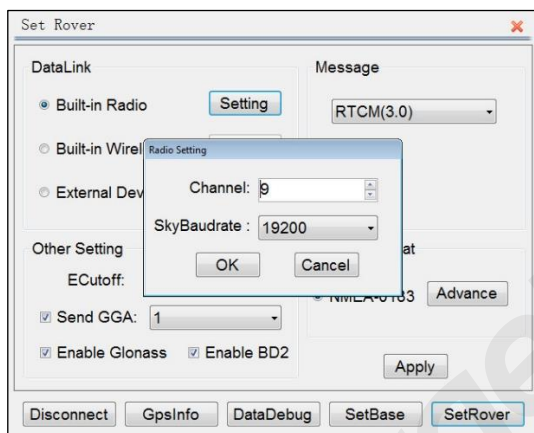 Set Rover
DataLink
Built-in Radio
Setting
Built-in Wirel
External Dev
Message
RTCM(3.0)
Radio Setting
Channel: 9
SkyBaudrate : 19200
OK
Cancel
Other Setting
ECutoff:
Send GGA: 1
Enable Glonass
Enable BD2
at
NMEA-0183
Advance
Apply
Disconnect
GpsInfo
DataDebug
SetBase
SetRover